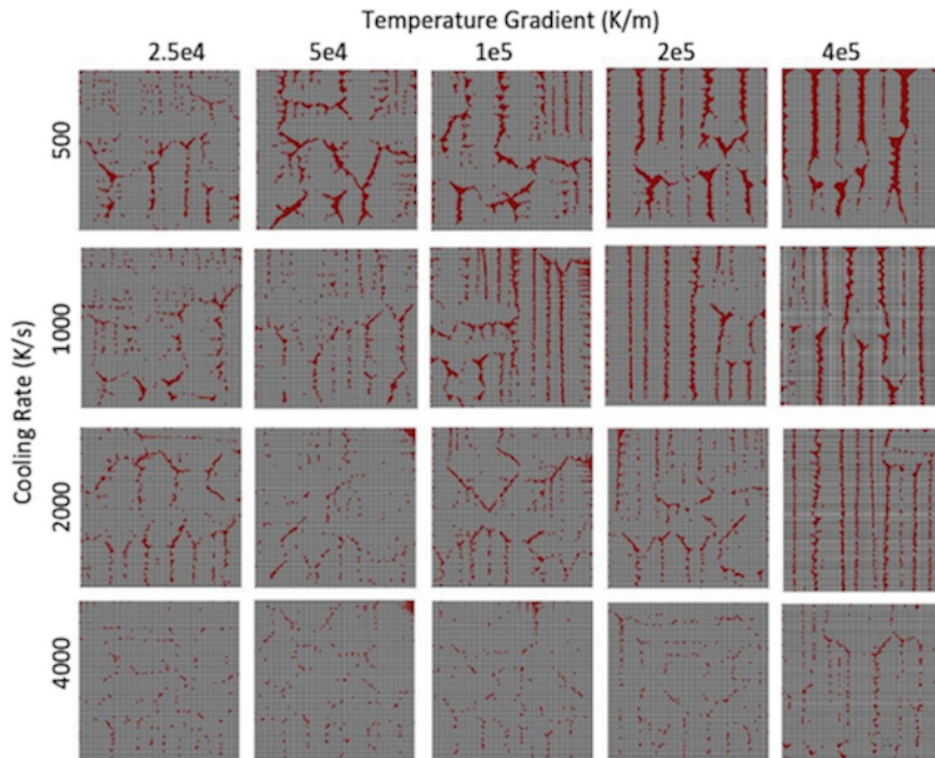 Temperature Gradient (K/m)
2.5e4 5e4 1e5 2e5 4e5
Cooling Rate (K/s)
500
1000
2000
4000